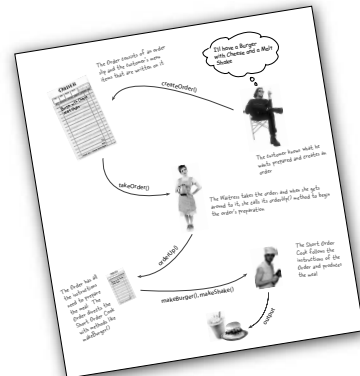 The Order consists of an order
slip and the customer's menu
items that are written on it
I'll have a Burger
with Cheese and a Malt
Shake
createOrder()
The customer knows what he
wants prepared and creates an
order
takeOrder()
The Waitress takes the order, and when she gets
around to it, she calls its orderUp() method to begin
the order's preparation.
orderUp()
The Order has all
the instructions
need to prepare
the meal. The
Order directs the
Short Order Cook
with methods like
makeBurger()
makeBurger(), makeShake()
The Short Order
Cook follows the
instructions of
the Order and produces
the meal
output